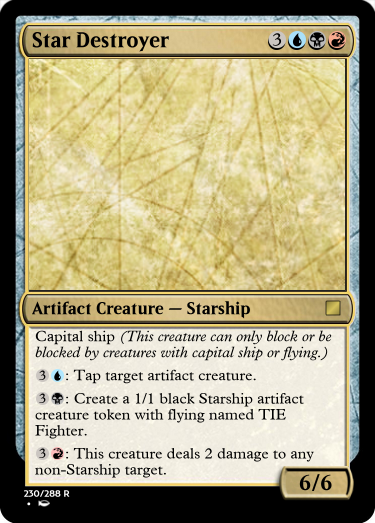 Star Destroyer 3
Artifact Creature — Starship
Capital ship (This creature can only block or be
blocked by creatures with capital ship or flying.)
3: Tap target artifact creature.
3: Create a 1/1 black Starship artifact
creature token with flying named TIE
Fighter.
3: This creature deals 2 damage to any
non-Starship target.
6/6
230/288 R